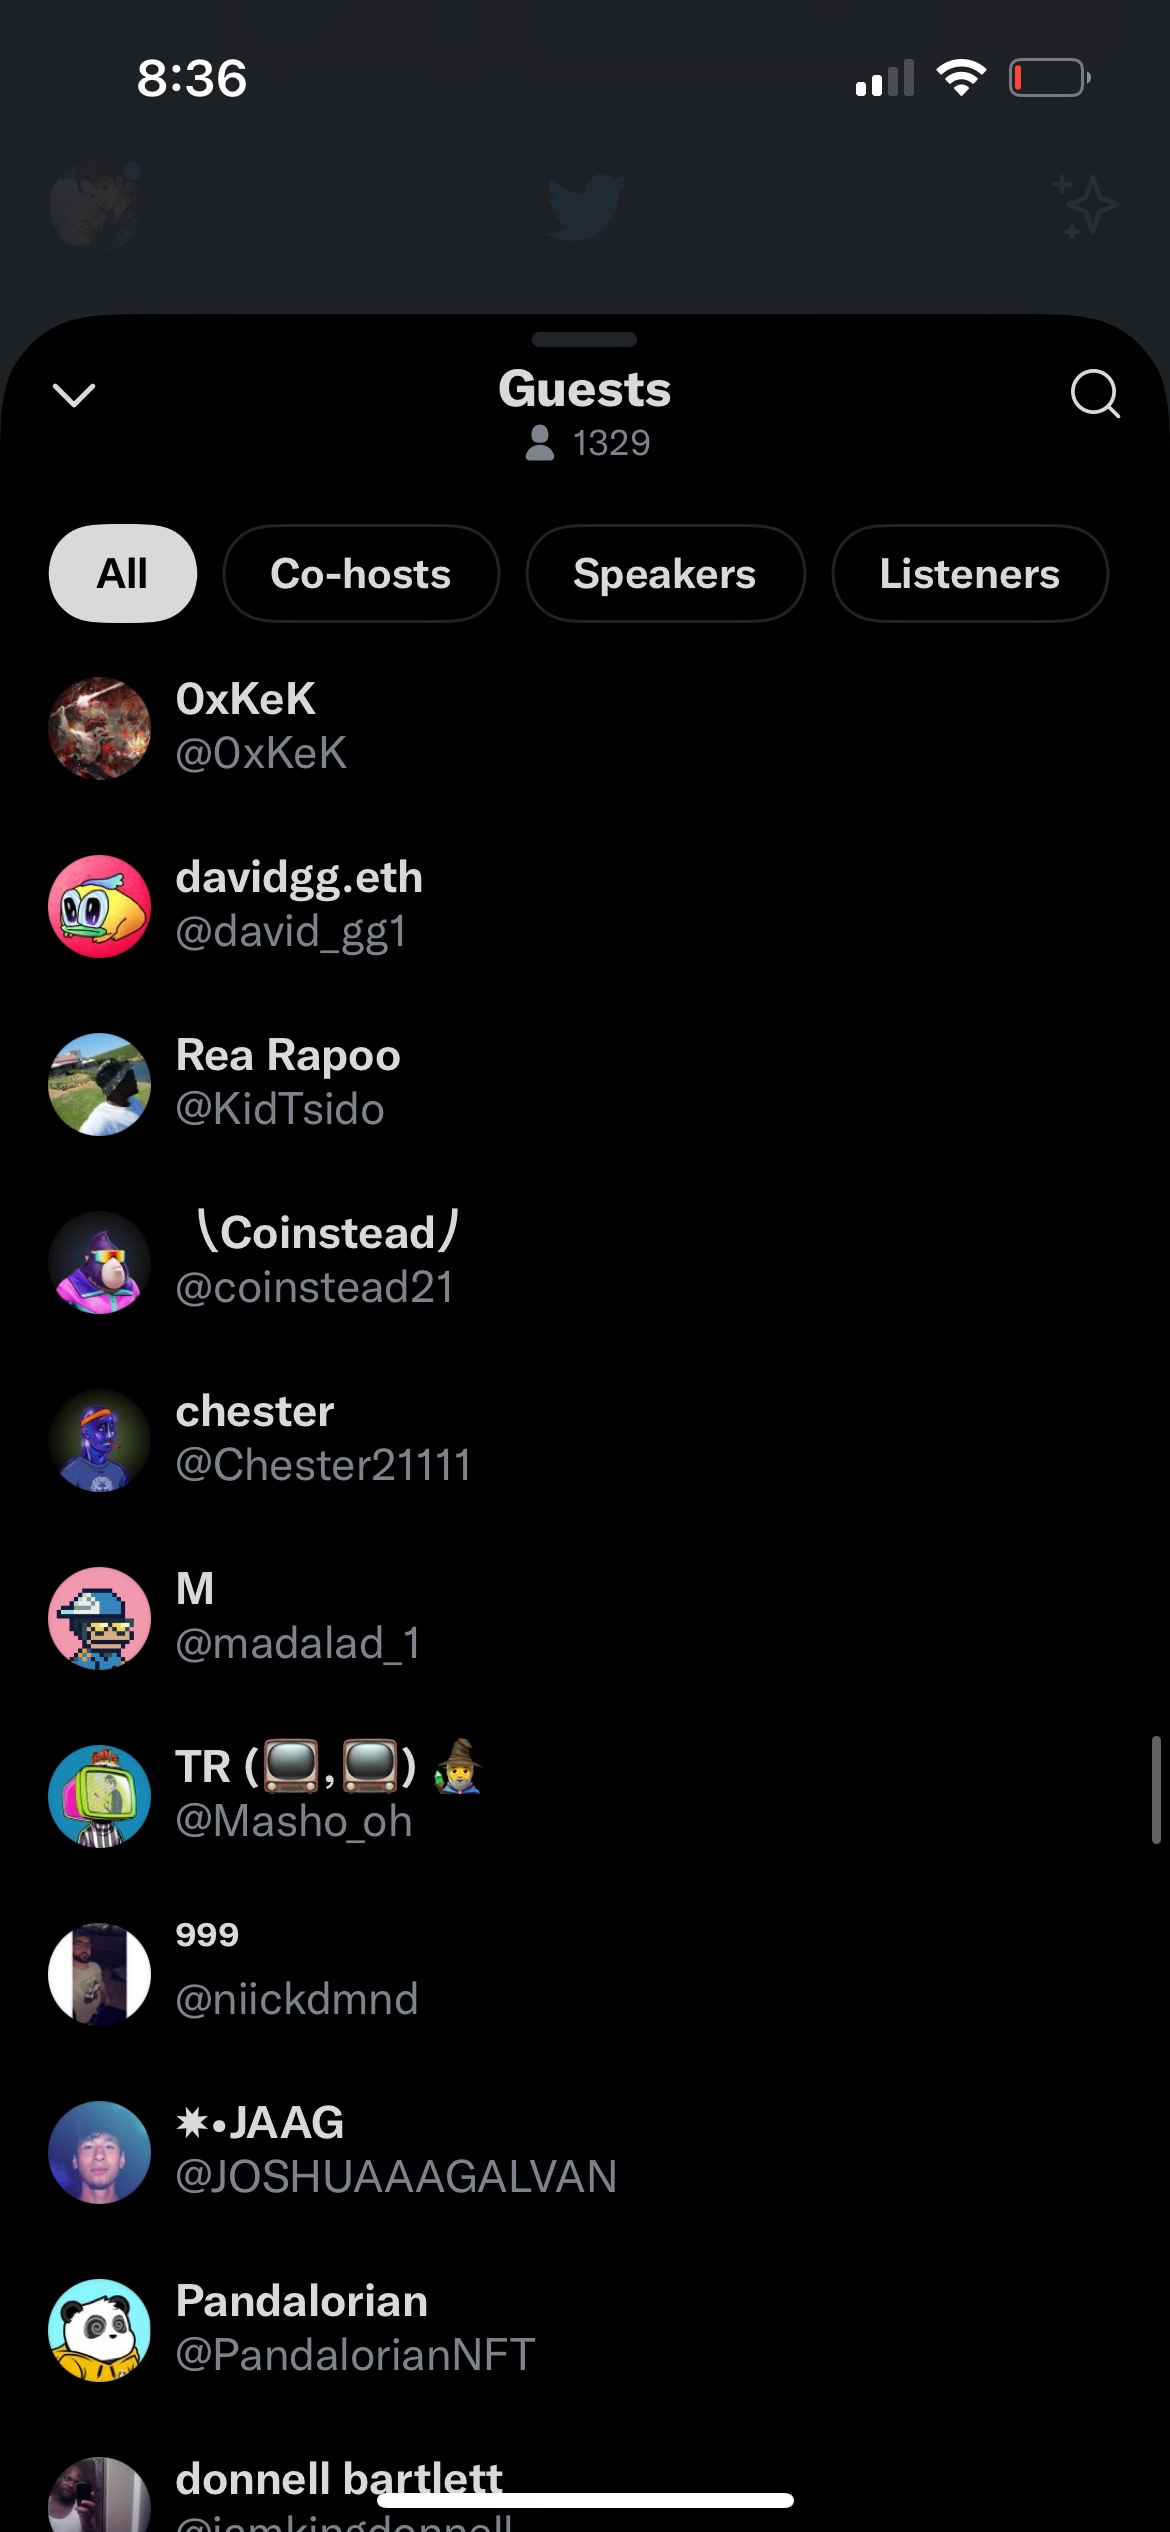 8:36
Guests
1329
All Co-hosts Speakers Listeners
0xKeK
@0xKeK
davidgg.eth
@david_gg1
Rea Rapoo
@KidTsido
⎝Coinstead⎠
@coinstead21
chester
@Chester21111
M
@madalad_1
TR (📺,📺) 🧙‍♂️
@Masho_oh
⁹⁹⁹
@niickdmnd
✷•JAAG
@JOSHUAAAGALVAN
Pandalorian
@PandalorianNFT
donnell bartlett
@iamkingdonnell